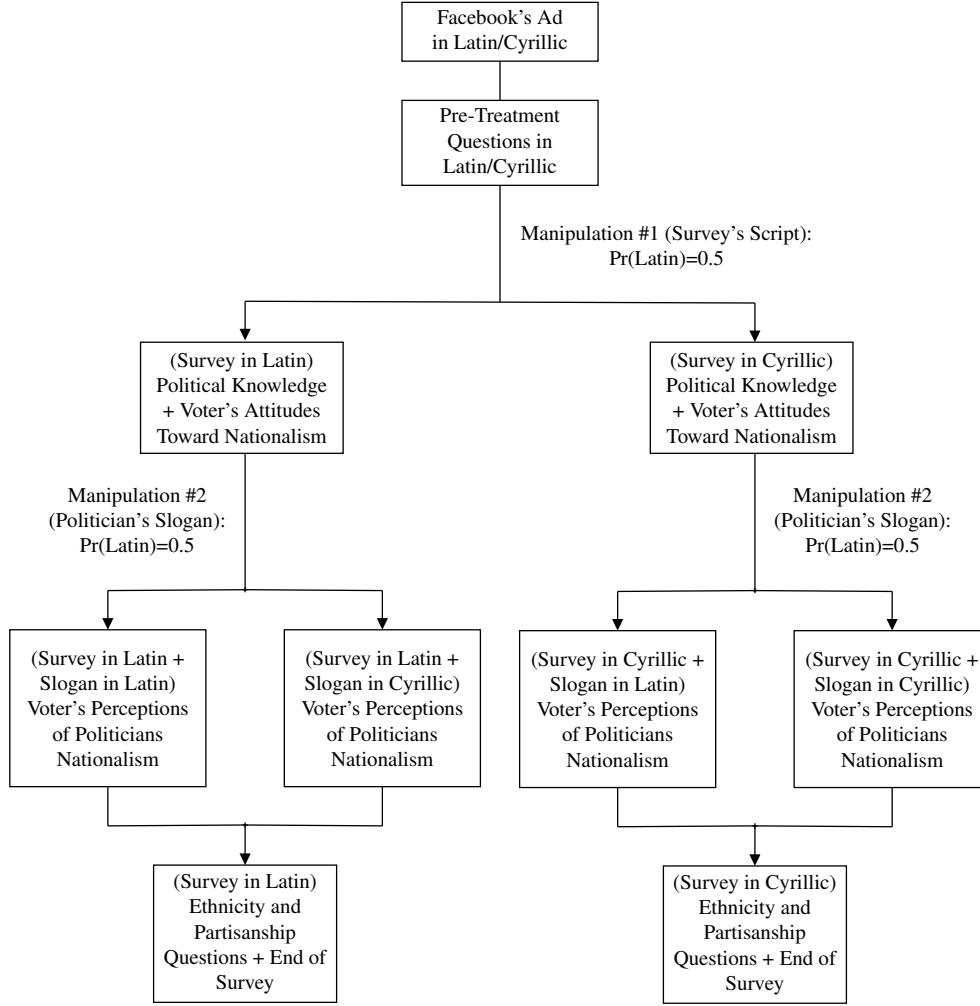 Facebook's Ad
in Latin/Cyrillic
Pre-Treatment
Questions in
Latin/Cyrillic
Manipulation #1 (Survey's Script):
Pr(Latin)=0.5
(Survey in Latin)
Political Knowledge
+ Voter's Attitudes
Toward Nationalism
(Survey in Cyrillic)
Political Knowledge
+ Voter's Attitudes
Toward Nationalism
Manipulation #2
(Politician's Slogan):
Pr(Latin)=0.5
Manipulation #2
(Politician's Slogan):
Pr(Latin)=0.5
(Survey in Latin +
Slogan in Latin)
Voter's Perceptions
of Politicians
Nationalism
(Survey in Latin +
Slogan in Cyrillic)
Voter's Perceptions
of Politicians
Nationalism
(Survey in Cyrillic +
Slogan in Latin)
Voter's Perceptions
of Politicians
Nationalism
(Survey in Cyrillic +
Slogan in Cyrillic)
Voter's Perceptions
of Politicians
Nationalism
(Survey in Latin)
Ethnicity and
Partisanship
Questions + End of
Survey
(Survey in Cyrillic)
Ethnicity and
Partisanship
Questions + End of
Survey